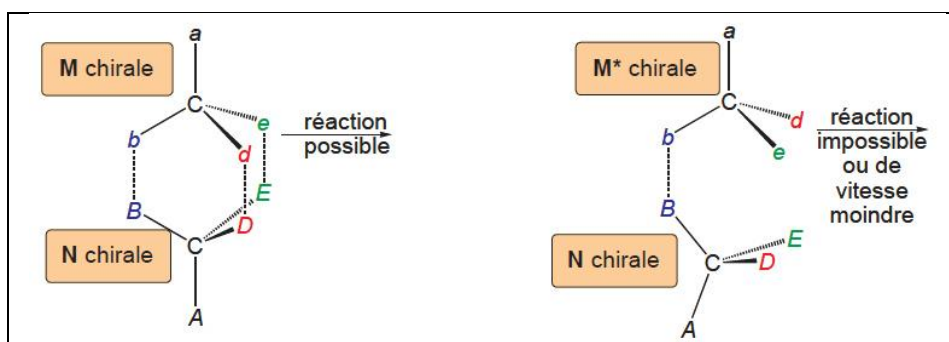 a
M chirale
C
e
b
d
réaction
possible
E
B
D
C
N chirale
A
a
M* chirale
C
d
b
e
réaction
impossible
ou de
vitesse
moindre
B
E
N chirale
C
D
A